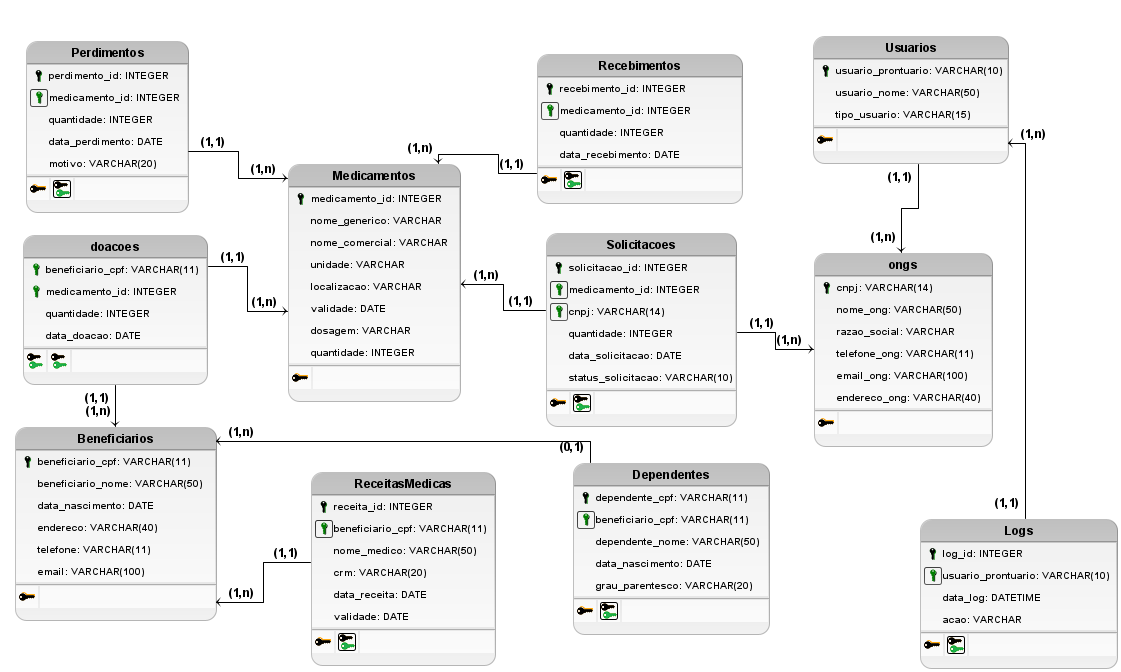 Perdimentos
perdimento_id: INTEGER
medicamento_id: INTEGER
quantidade: INTEGER
data_perdimento: DATE
motivo: VARCHAR(20)
(1,1)
(1,n)
Recebimentos
recebimento_id: INTEGER
medicamento_id: INTEGER
quantidade: INTEGER
data_recebimento: DATE
(1,n)
(1,1)
Usuarios
usuario_prontuario: VARCHAR(10)
usuario_nome: VARCHAR(50)
tipo_usuario: VARCHAR(15)
(1,n)
(1,1)
(1,n)
Medicamentos
medicamento_id: INTEGER
nome_generico: VARCHAR
nome_comercial: VARCHAR
unidade: VARCHAR
localizacao: VARCHAR
validade: DATE
dosagem: VARCHAR
quantidade: INTEGER
doacoes
beneficiario_cpf: VARCHAR(11)
medicamento_id: INTEGER
quantidade: INTEGER
data_doacao: DATE
(1,1)
(1,n)
(1,1)
(1,n)
Solicitacoes
solicitacao_id: INTEGER
medicamento_id: INTEGER
cnpj: VARCHAR(14)
quantidade: INTEGER
data_solicitacao: DATE
status_solicitacao: VARCHAR(10)
(1,n)
(1,1)
(1,1)
(1,n)
ongs
cnpj: VARCHAR(14)
nome_ong: VARCHAR(50)
razao_social: VARCHAR
telefone_ong: VARCHAR(11)
email_ong: VARCHAR(100)
endereco_ong: VARCHAR(40)
Beneficiarios
beneficiario_cpf: VARCHAR(11)
beneficiario_nome: VARCHAR(50)
data_nascimento: DATE
endereco: VARCHAR(40)
telefone: VARCHAR(11)
email: VARCHAR(100)
(1,n)
(0,1)
(1,1)
(1,n)
ReceitasMedicas
receita_id: INTEGER
beneficiario_cpf: VARCHAR(11)
nome_medico: VARCHAR(50)
crm: VARCHAR(20)
data_receita: DATE
validade: DATE
Dependentes
dependente_cpf: VARCHAR(11)
beneficiario_cpf: VARCHAR(11)
dependente_nome: VARCHAR(50)
data_nascimento: DATE
grau_parentesco: VARCHAR(20)
(1,1)
Logs
log_id: INTEGER
usuario_prontuario: VARCHAR(10)
data_log: DATETIME
acao: VARCHAR